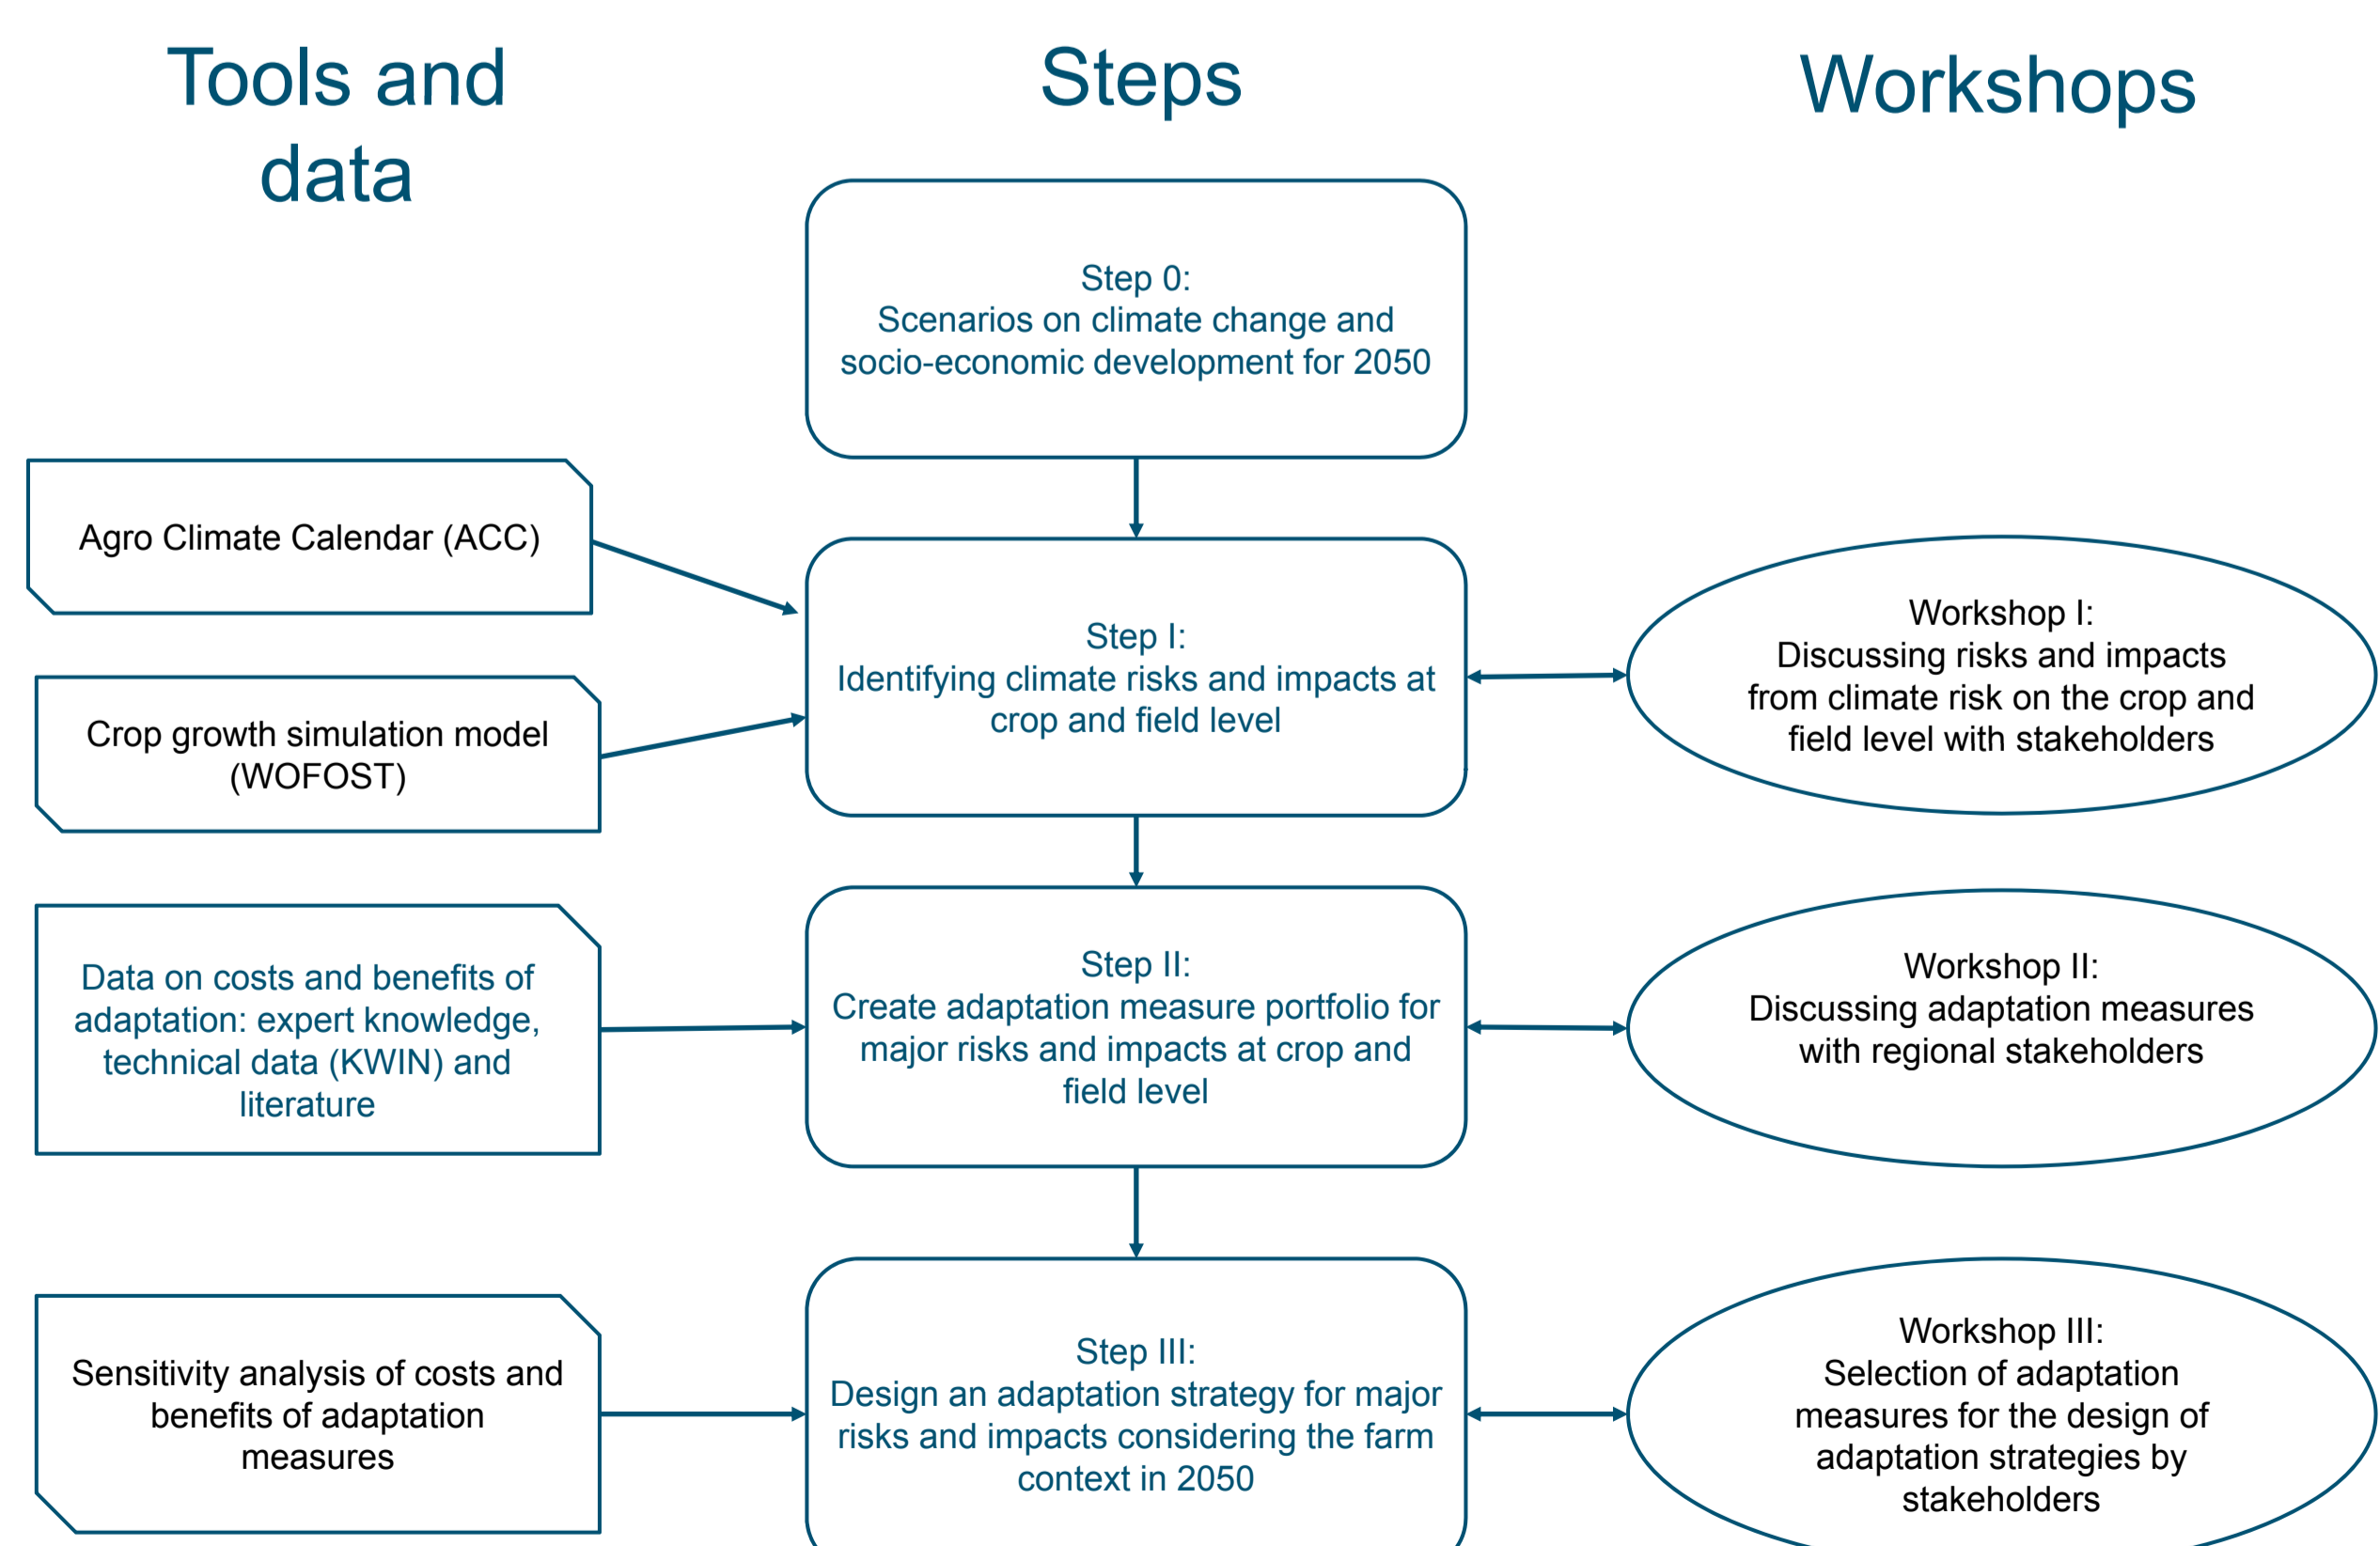 Tools and
data
Steps
Workshops
Step 0:
Scenarios on climate change and
socio-economic development for 2050
Agro Climate Calendar (ACC)
Crop growth simulation model
(WOFOST)
Step I:
Identifying climate risks and impacts at
crop and field level
Workshop I:
Discussing risks and impacts
from climate risk on the crop and
field level with stakeholders
Data on costs and benefits of
adaptation: expert knowledge,
technical data (KWIN) and
literature
Step II:
Create adaptation measure portfolio for
major risks and impacts at crop and
field level
Workshop II:
Discussing adaptation measures
with regional stakeholders
Sensitivity analysis of costs and
benefits of adaptation
measures
Step III:
Design an adaptation strategy for major
risks and impacts considering the farm
context in 2050
Workshop III:
Selection of adaptation
measures for the design of
adaptation strategies by
stakeholders